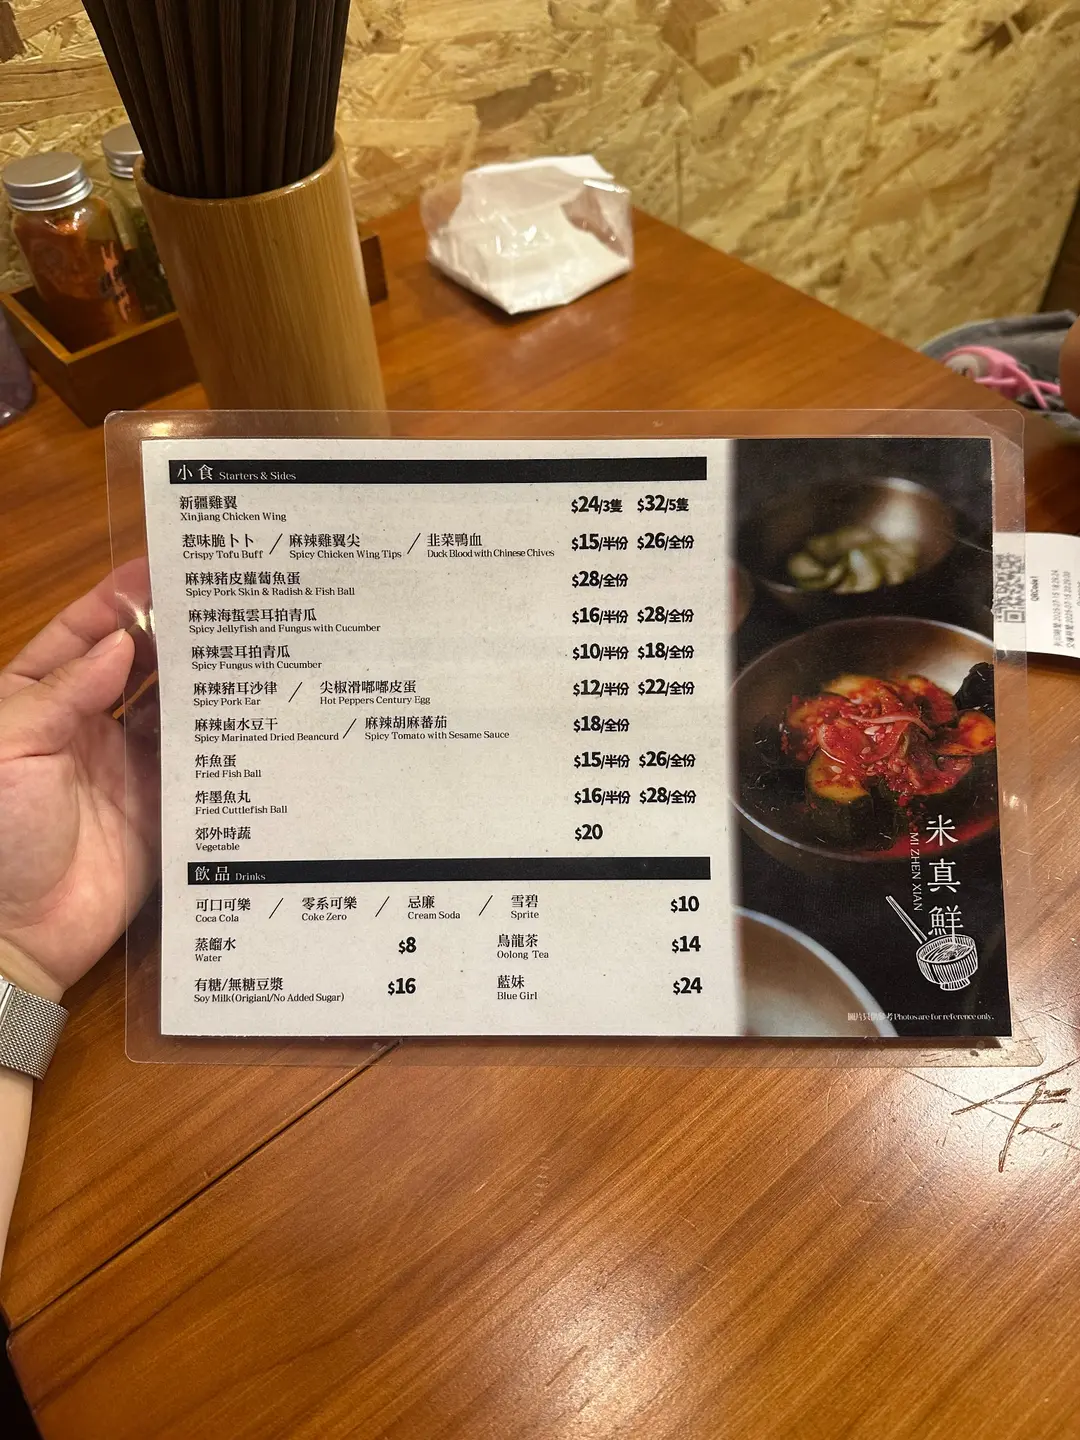 小食 Starters & Sides
新疆雞翼 $24/3隻 $32/5隻
Xinjiang Chicken Wing
惹味脆卜卜 / 麻辣雞翼尖 / 韭菜鴨血 $15/半份 $26/全份
Crispy Tofu Buff Spicy Chicken Wing Tips Duck Blood with Chinese Chives
麻辣豬皮蘿蔔魚蛋 $28/全份
Spicy Pork Skin & Radish & Fish Ball
麻辣海蜇雲耳拍青瓜 $16/半份 $28/全份
Spicy Jellyfish and Fungus with Cucumber
麻辣雲耳拍青瓜 $10/半份 $18/全份
Spicy Fungus with Cucumber
麻辣豬耳沙律 / 尖椒滑嘟嘟皮蛋 $12/半份 $22/全份
Spicy Pork Ear Hot Peppers Century Egg
麻辣鹵水豆干 / 麻辣胡麻蕃茄 $18/全份
Spicy Marinated Dried Beancurd Spicy Tomato with Sesame Sauce
炸魚蛋 $15/半份 $26/全份
Fried Fish Ball
炸墨魚丸 $16/半份 $28/全份
Fried Cuttlefish Ball
郊外時蔬 $20
Vegetable
飲品 Drinks
可口可樂 / 零系可樂 / 忌廉 / 雪碧 $10
Coca Cola Coke Zero Cream Soda Sprite
蒸餾水 $8 烏龍茶 $14
Water Oolong Tea
有糖/無糖豆漿 $16 藍妹 $24
Soy Milk(Origianl/No Added Sugar) Blue Girl
米真鮮
MI ZHEN XIAN
圖片只供參考 Photos are for reference only.